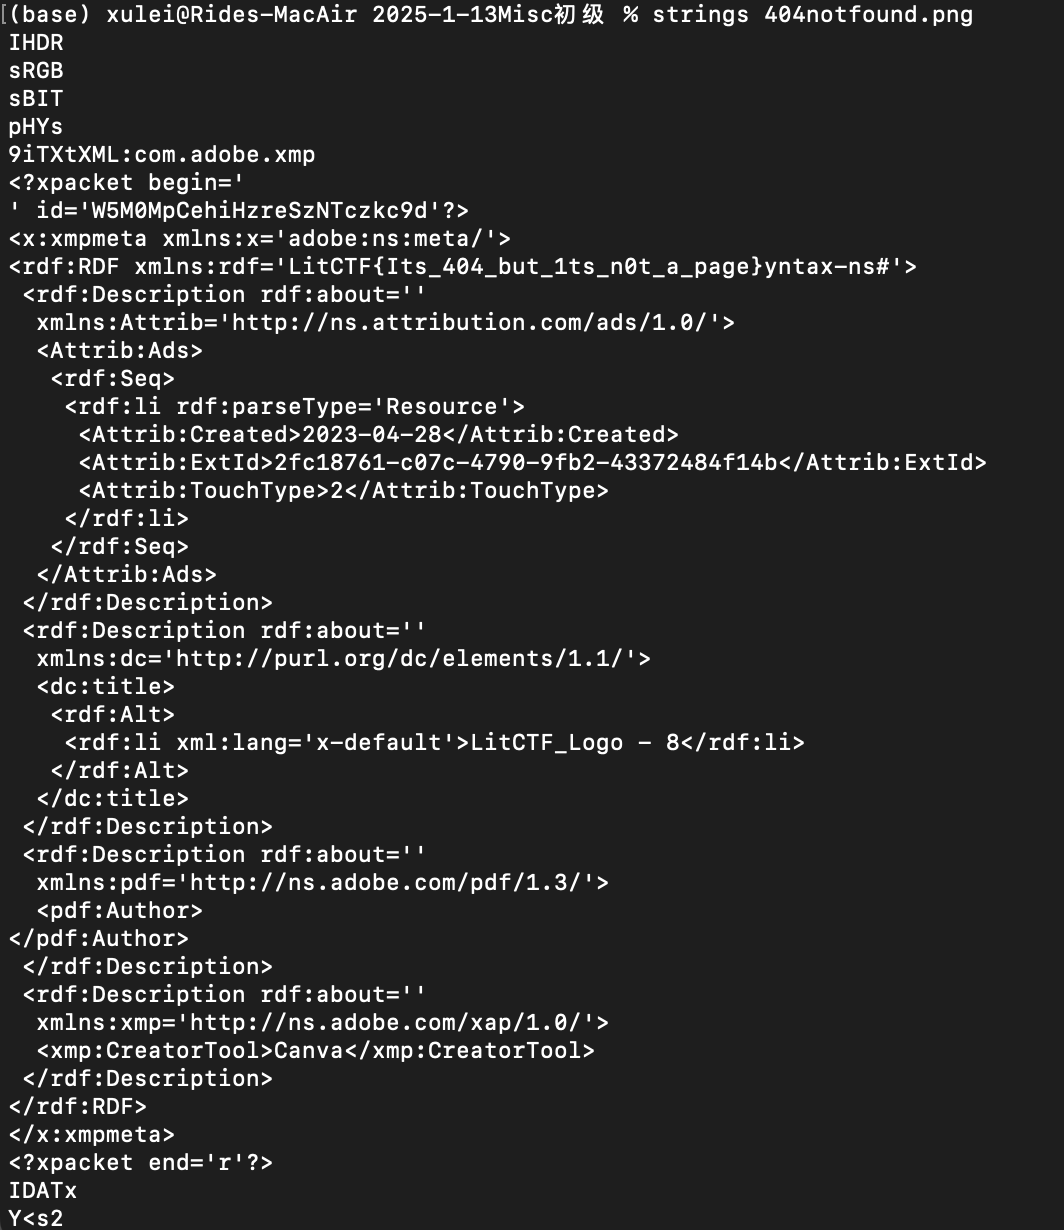 [(base) xulei@Rides-MacAir 2025-1-13Misc初级 % strings 404notfound.png
IHDR
sRGB
sBIT
pHYs
9iTXtXML:com.adobe.xmp
<?xpacket begin='
' id='W5M0MpCehiHzreSzNTczkc9d'?>
<x:xmpmeta xmlns:x='adobe:ns:meta/'>
<rdf:RDF xmlns:rdf='LitCTF{Its_404_but_1ts_n0t_a_page}yntax-ns#'>
 <rdf:Description rdf:about=''
  xmlns:Attrib='http://ns.attribution.com/ads/1.0/'>
  <Attrib:Ads>
   <rdf:Seq>
    <rdf:li rdf:parseType='Resource'>
     <Attrib:Created>2023-04-28</Attrib:Created>
     <Attrib:ExtId>2fc18761-c07c-4790-9fb2-43372484f14b</Attrib:ExtId>
     <Attrib:TouchType>2</Attrib:TouchType>
    </rdf:li>
   </rdf:Seq>
  </Attrib:Ads>
 </rdf:Description>
 <rdf:Description rdf:about=''
  xmlns:dc='http://purl.org/dc/elements/1.1/'>
  <dc:title>
   <rdf:Alt>
    <rdf:li xml:lang='x-default'>LitCTF_Logo - 8</rdf:li>
   </rdf:Alt>
  </dc:title>
 </rdf:Description>
 <rdf:Description rdf:about=''
  xmlns:pdf='http://ns.adobe.com/pdf/1.3/'>
  <pdf:Author>
</pdf:Author>
 </rdf:Description>
 <rdf:Description rdf:about=''
  xmlns:xmp='http://ns.adobe.com/xap/1.0/'>
  <xmp:CreatorTool>Canva</xmp:CreatorTool>
 </rdf:Description>
</rdf:RDF>
</x:xmpmeta>
<?xpacket end='r'?>
IDATx
Y<s2